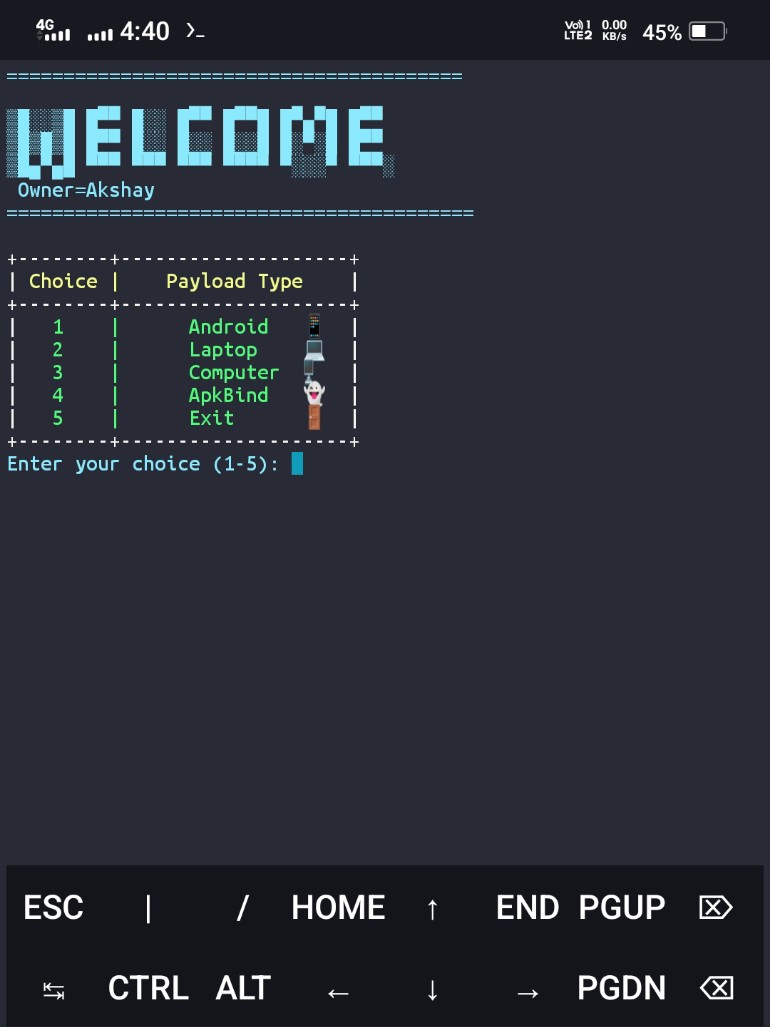 4G 4:40 Vo)) 1 LTE2 0.00 KB/s 45%
========================================
WELCOME
Owner=Akshay
=========================================
+--------+--------------------+
| Choice | Payload Type |
+--------+--------------------+
| 1 | Android 📱 |
| 2 | Laptop 💻 |
| 3 | Computer 🖥 |
| 4 | ApkBind 👻 |
| 5 | Exit 🚪 |
+--------+--------------------+
Enter your choice (1-5):
ESC | / HOME ↑ END PGUP ⌦
↹ CTRL ALT ← ↓ → PGDN ⌫